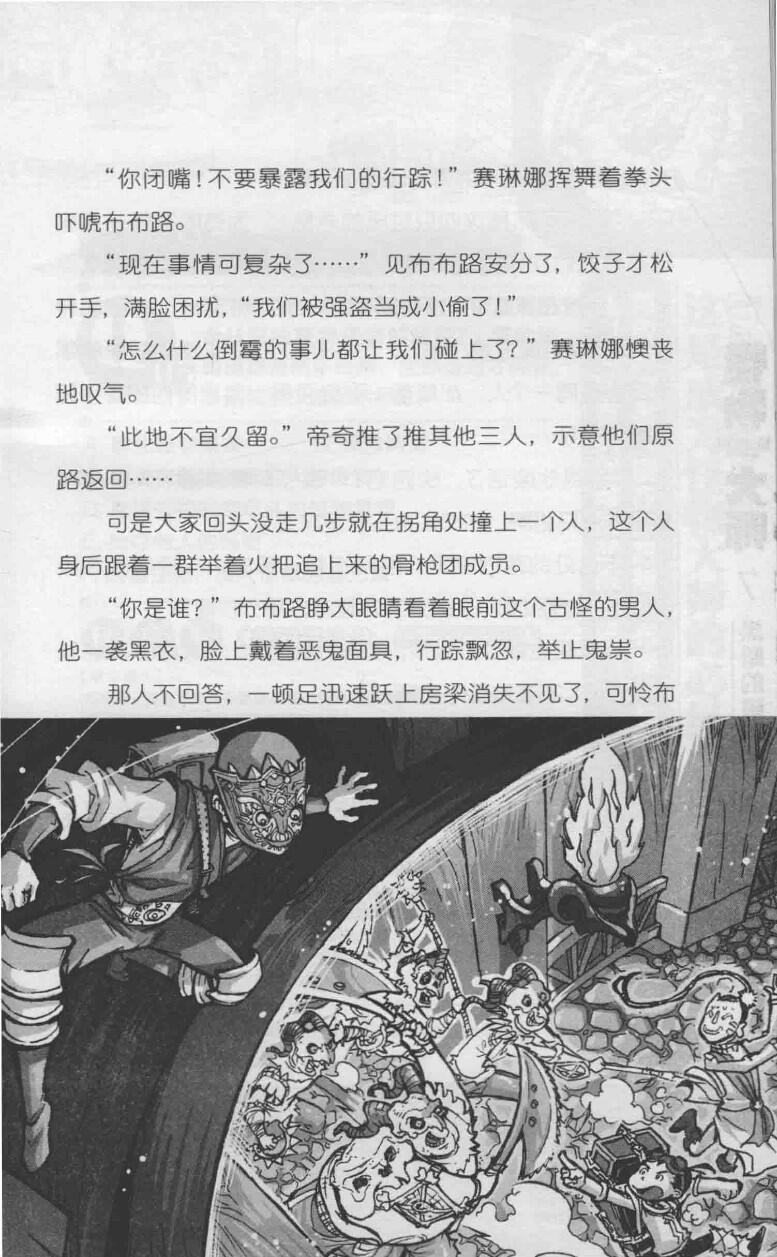 “你闭嘴！不要暴露我们的行踪！”赛琳娜挥舞着拳头
吓唬布布路。
“现在事情可复杂了……”见布布路安分了，饺子才松
开手，满脸困扰，“我们被强盗当成小偷了！”
“怎么什么倒霉的事儿都让我们碰上了？”赛琳娜懊丧
地叹气。
“此地不宜久留。”帝奇推了推其他三人，示意他们原
路返回……
可是大家回头没走几步就在拐角处撞上一个人，这个人
身后跟着一群举着火把追上来的骨枪团成员。
“你是谁？”布布路睁大眼睛看着眼前这个古怪的男人，
他一袭黑衣，脸上戴着恶鬼面具，行踪飘忽，举止鬼祟。
那人不回答，一顿足迅速跃上房梁消失不见了，可怜布